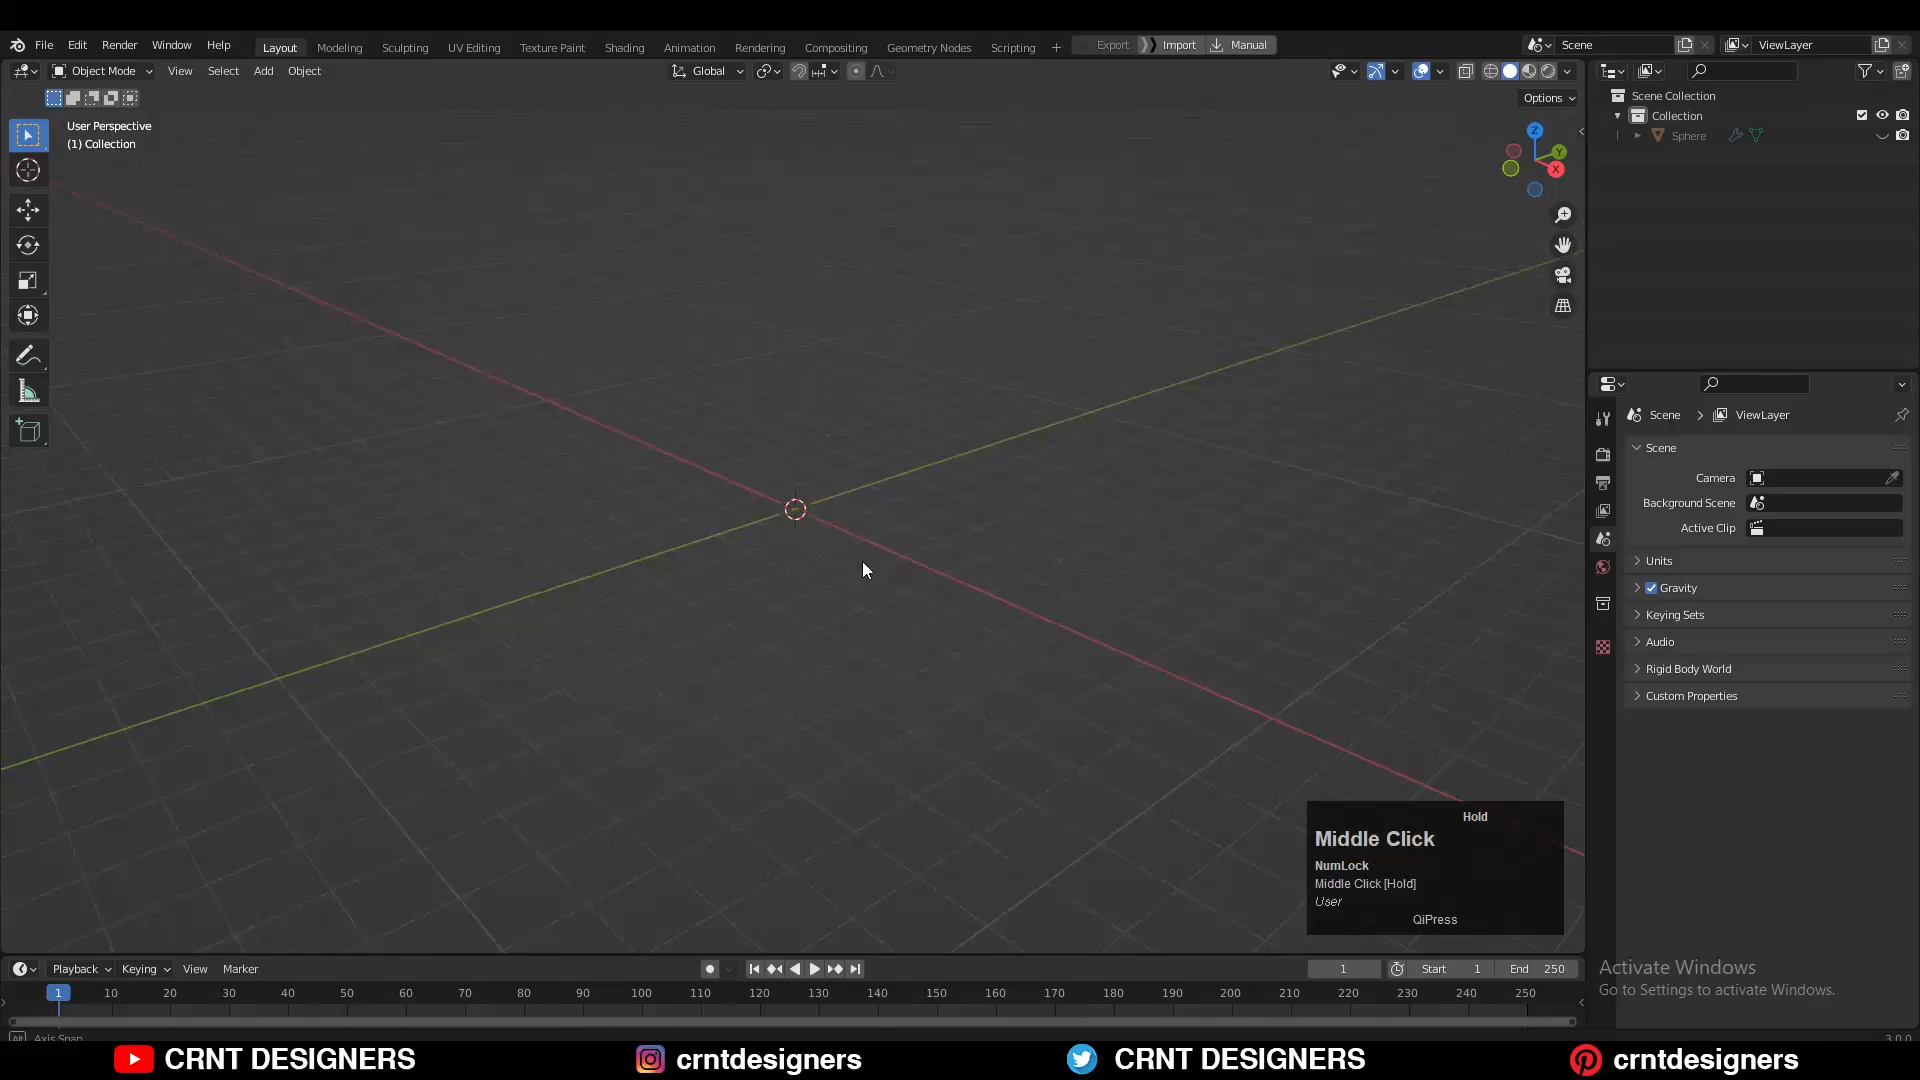 File Edit Render Window Help Layout Modeling Sculpting UV Editing Texture Paint Shading Animation Rendering Compositing Geometry Nodes Scripting + Export Import Manual Scene ViewLayer
Object Mode View Select Add Object Global
Options
User Perspective
(1) Collection
Z
Y
X
Scene Collection
Collection
Sphere
Scene > ViewLayer
Scene
Camera
Background Scene
Active Clip
Units
Gravity
Keying Sets
Audio
Rigid Body World
Custom Properties
Hold
Middle Click
NumLock
Middle Click [Hold]
User
QiPress
Playback Keying View Marker 1 Start 1 End 250
1 10 20 30 40 50 60 70 80 90 100 110 120 130 140 150 160 170 180 190 200 210 220 230 240 250
Activate Windows
Go to Settings to activate Windows.
Alt Axis Snap 3.0.0
CRNT DESIGNERS crntdesigners CRNT DESIGNERS crntdesigners